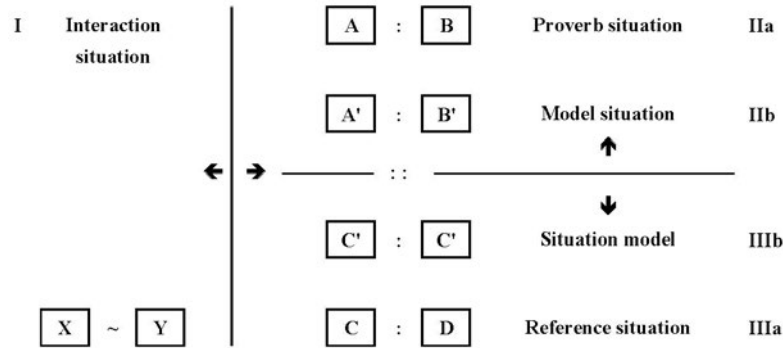 I Interaction situation A : B Proverb situation IIa
A' : B' Model situation IIb
: :
C' : C' Situation model IIIb
X ~ Y C : D Reference situation IIIa